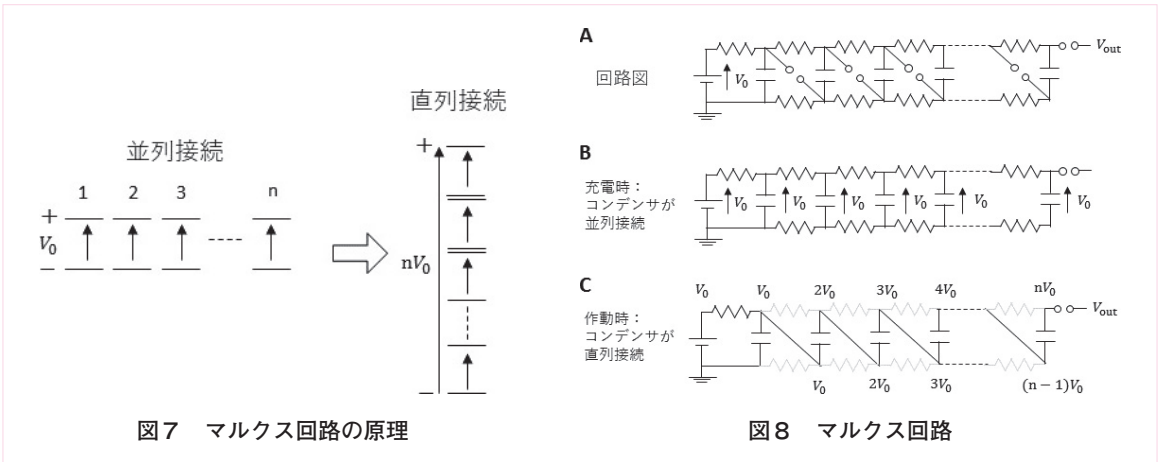 並列接続
1 2 3 n
+
V₀
−
直列接続
+
nV₀
−
図7 マルクス回路の原理
A
回路図
V₀
V_out
B
充電時:
コンデンサが
並列接続
V₀ V₀ V₀ V₀ V₀ V₀
C
作動時:
コンデンサが
直列接続
V₀ V₀ 2V₀ 3V₀ 4V₀ nV₀
V_out
V₀ 2V₀ 3V₀ (n − 1)V₀
図8 マルクス回路